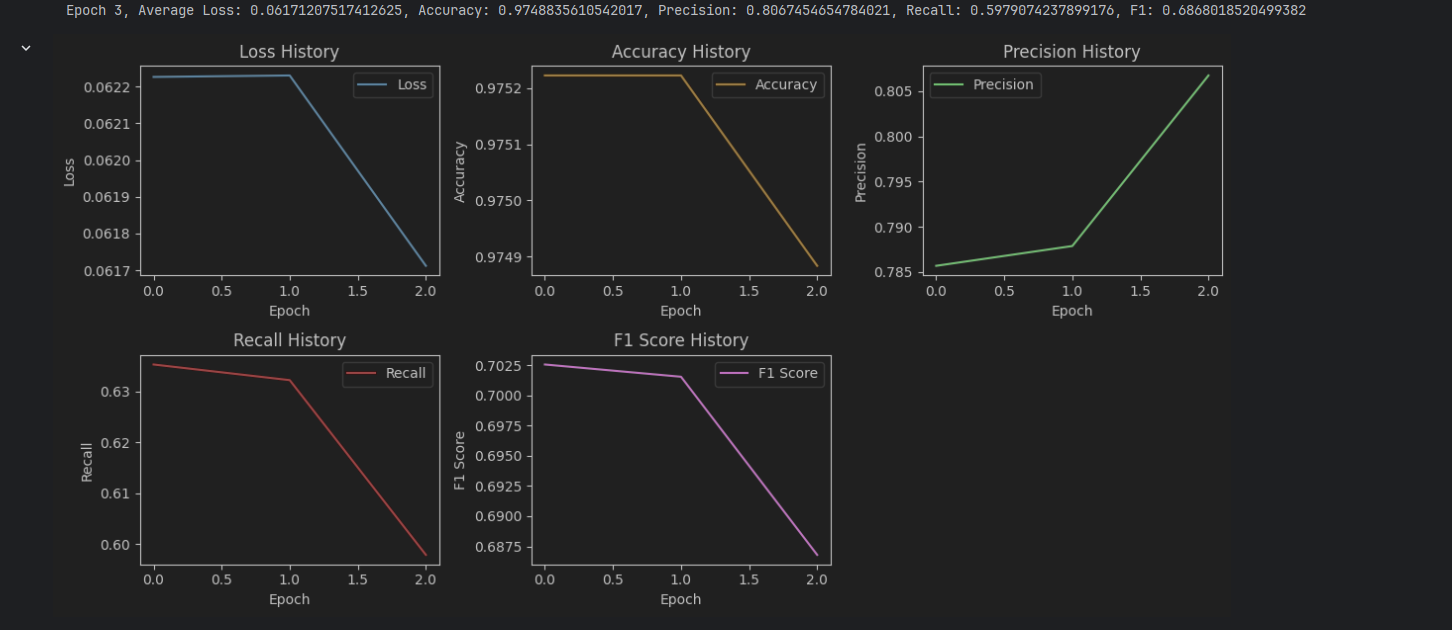 Epoch 3, Average Loss: 0.06171207517412625, Accuracy: 0.9748835610542017, Precision: 0.8067454654784021, Recall: 0.5979074237899176, F1: 0.6868018520499382
Loss History
Loss
0.0622
0.0621
0.0620
0.0619
0.0618
0.0617
Loss
0.0 0.5 1.0 1.5 2.0
Epoch
Accuracy History
Accuracy
0.9752
0.9751
0.9750
0.9749
Accuracy
0.0 0.5 1.0 1.5 2.0
Epoch
Precision History
Precision
0.805
0.800
0.795
0.790
0.785
Precision
0.0 0.5 1.0 1.5 2.0
Epoch
Recall History
Recall
0.63
0.62
0.61
0.60
Recall
0.0 0.5 1.0 1.5 2.0
Epoch
F1 Score History
F1 Score
0.7025
0.7000
0.6975
0.6950
0.6925
0.6900
0.6875
F1 Score
0.0 0.5 1.0 1.5 2.0
Epoch